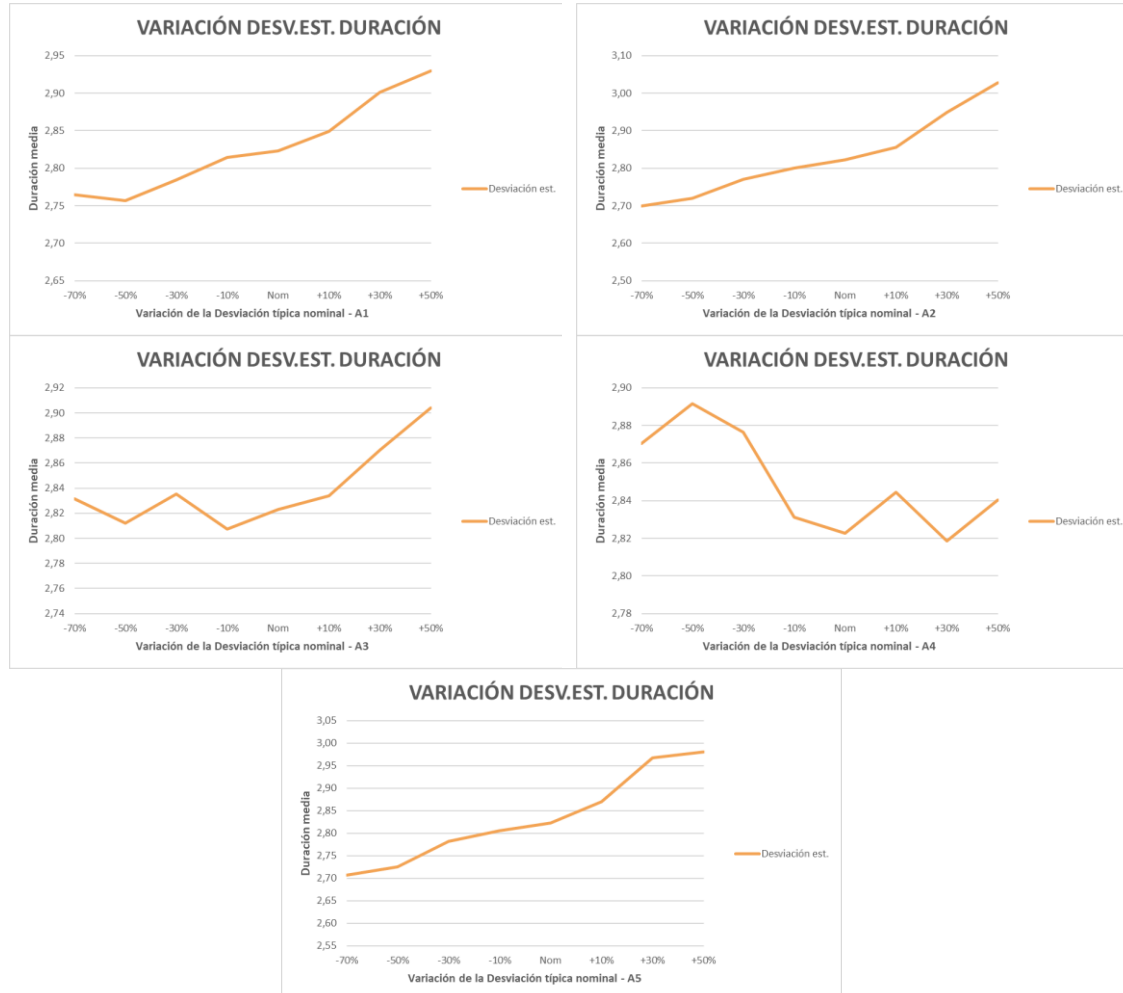 VARIACIÓN DESV.EST. DURACIÓN
2,95
2,90
2,85
2,80
2,75
2,70
2,65
Duración media
-70% -50% -30% -10% Nom +10% +30% +50%
Variación de la Desviación típica nominal - A1
Desviación est.
VARIACIÓN DESV.EST. DURACIÓN
3,10
3,00
2,90
2,80
2,70
2,60
2,50
Duración media
-70% -50% -30% -10% Nom +10% +30% +50%
Variación de la Desviación típica nominal - A2
Desviación est.
VARIACIÓN DESV.EST. DURACIÓN
2,92
2,90
2,88
2,86
2,84
2,82
2,80
2,78
2,76
2,74
Duración media
-70% -50% -30% -10% Nom +10% +30% +50%
Variación de la Desviación típica nominal - A3
Desviación est.
VARIACIÓN DESV.EST. DURACIÓN
2,90
2,88
2,86
2,84
2,82
2,80
2,78
Duración media
-70% -50% -30% -10% Nom +10% +30% +50%
Variación de la Desviación típica nominal - A4
Desviación est.
VARIACIÓN DESV.EST. DURACIÓN
3,05
3,00
2,95
2,90
2,85
2,80
2,75
2,70
2,65
2,60
2,55
Duración media
-70% -50% -30% -10% Nom +10% +30% +50%
Variación de la Desviación típica nominal - A5
Desviación est.